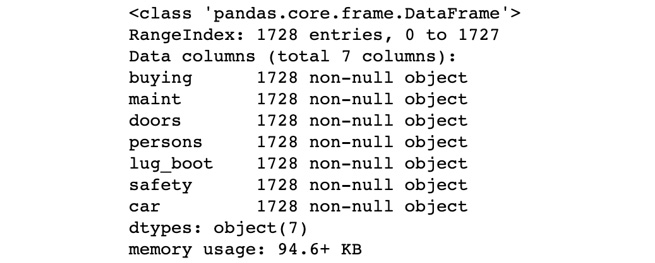 <class 'pandas.core.frame.DataFrame'>
RangeIndex: 1728 entries, 0 to 1727
Data columns (total 7 columns):
buying      1728 non-null object
maint       1728 non-null object
doors       1728 non-null object
persons     1728 non-null object
lug_boot    1728 non-null object
safety      1728 non-null object
car         1728 non-null object
dtypes: object(7)
memory usage: 94.6+ KB